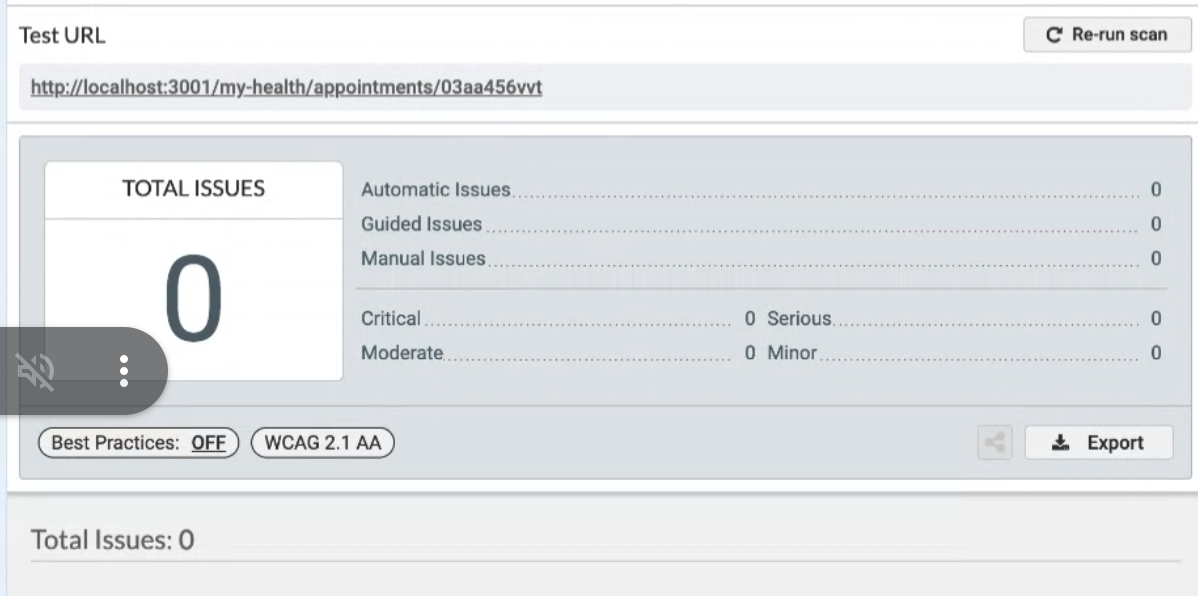 Test URL
Re-run scan
http://localhost:3001/my-health/appointments/03aa456vvt
TOTAL ISSUES
0
Automatic Issues 0
Guided Issues 0
Manual Issues 0
Critical 0 Serious 0
Moderate 0 Minor 0
Best Practices: OFF WCAG 2.1 AA
Export
Total Issues: 0